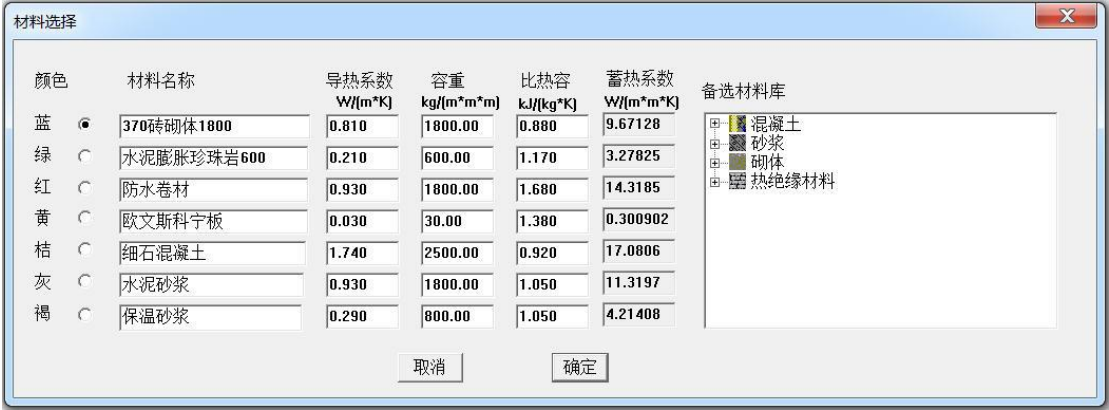 材料选择
颜色 材料名称 导热系数 容重 比热容 蓄热系数
W/(m*K) kg/(m*m*m) kJ/(kg*K) W/(m*m*K)
备选材料库
蓝 370砖砌体1800 0.810 1800.00 0.880 9.67128
绿 水泥膨胀珍珠岩600 0.210 600.00 1.170 3.27825
红 防水卷材 0.930 1800.00 1.680 14.3185
黄 欧文斯科宁板 0.030 30.00 1.380 0.300902
桔 细石混凝土 1.740 2500.00 0.920 17.0806
灰 水泥砂浆 0.930 1800.00 1.050 11.3197
褐 保温砂浆 0.290 800.00 1.050 4.21408
混凝土
砂浆
砌体
热绝缘材料
取消 确定